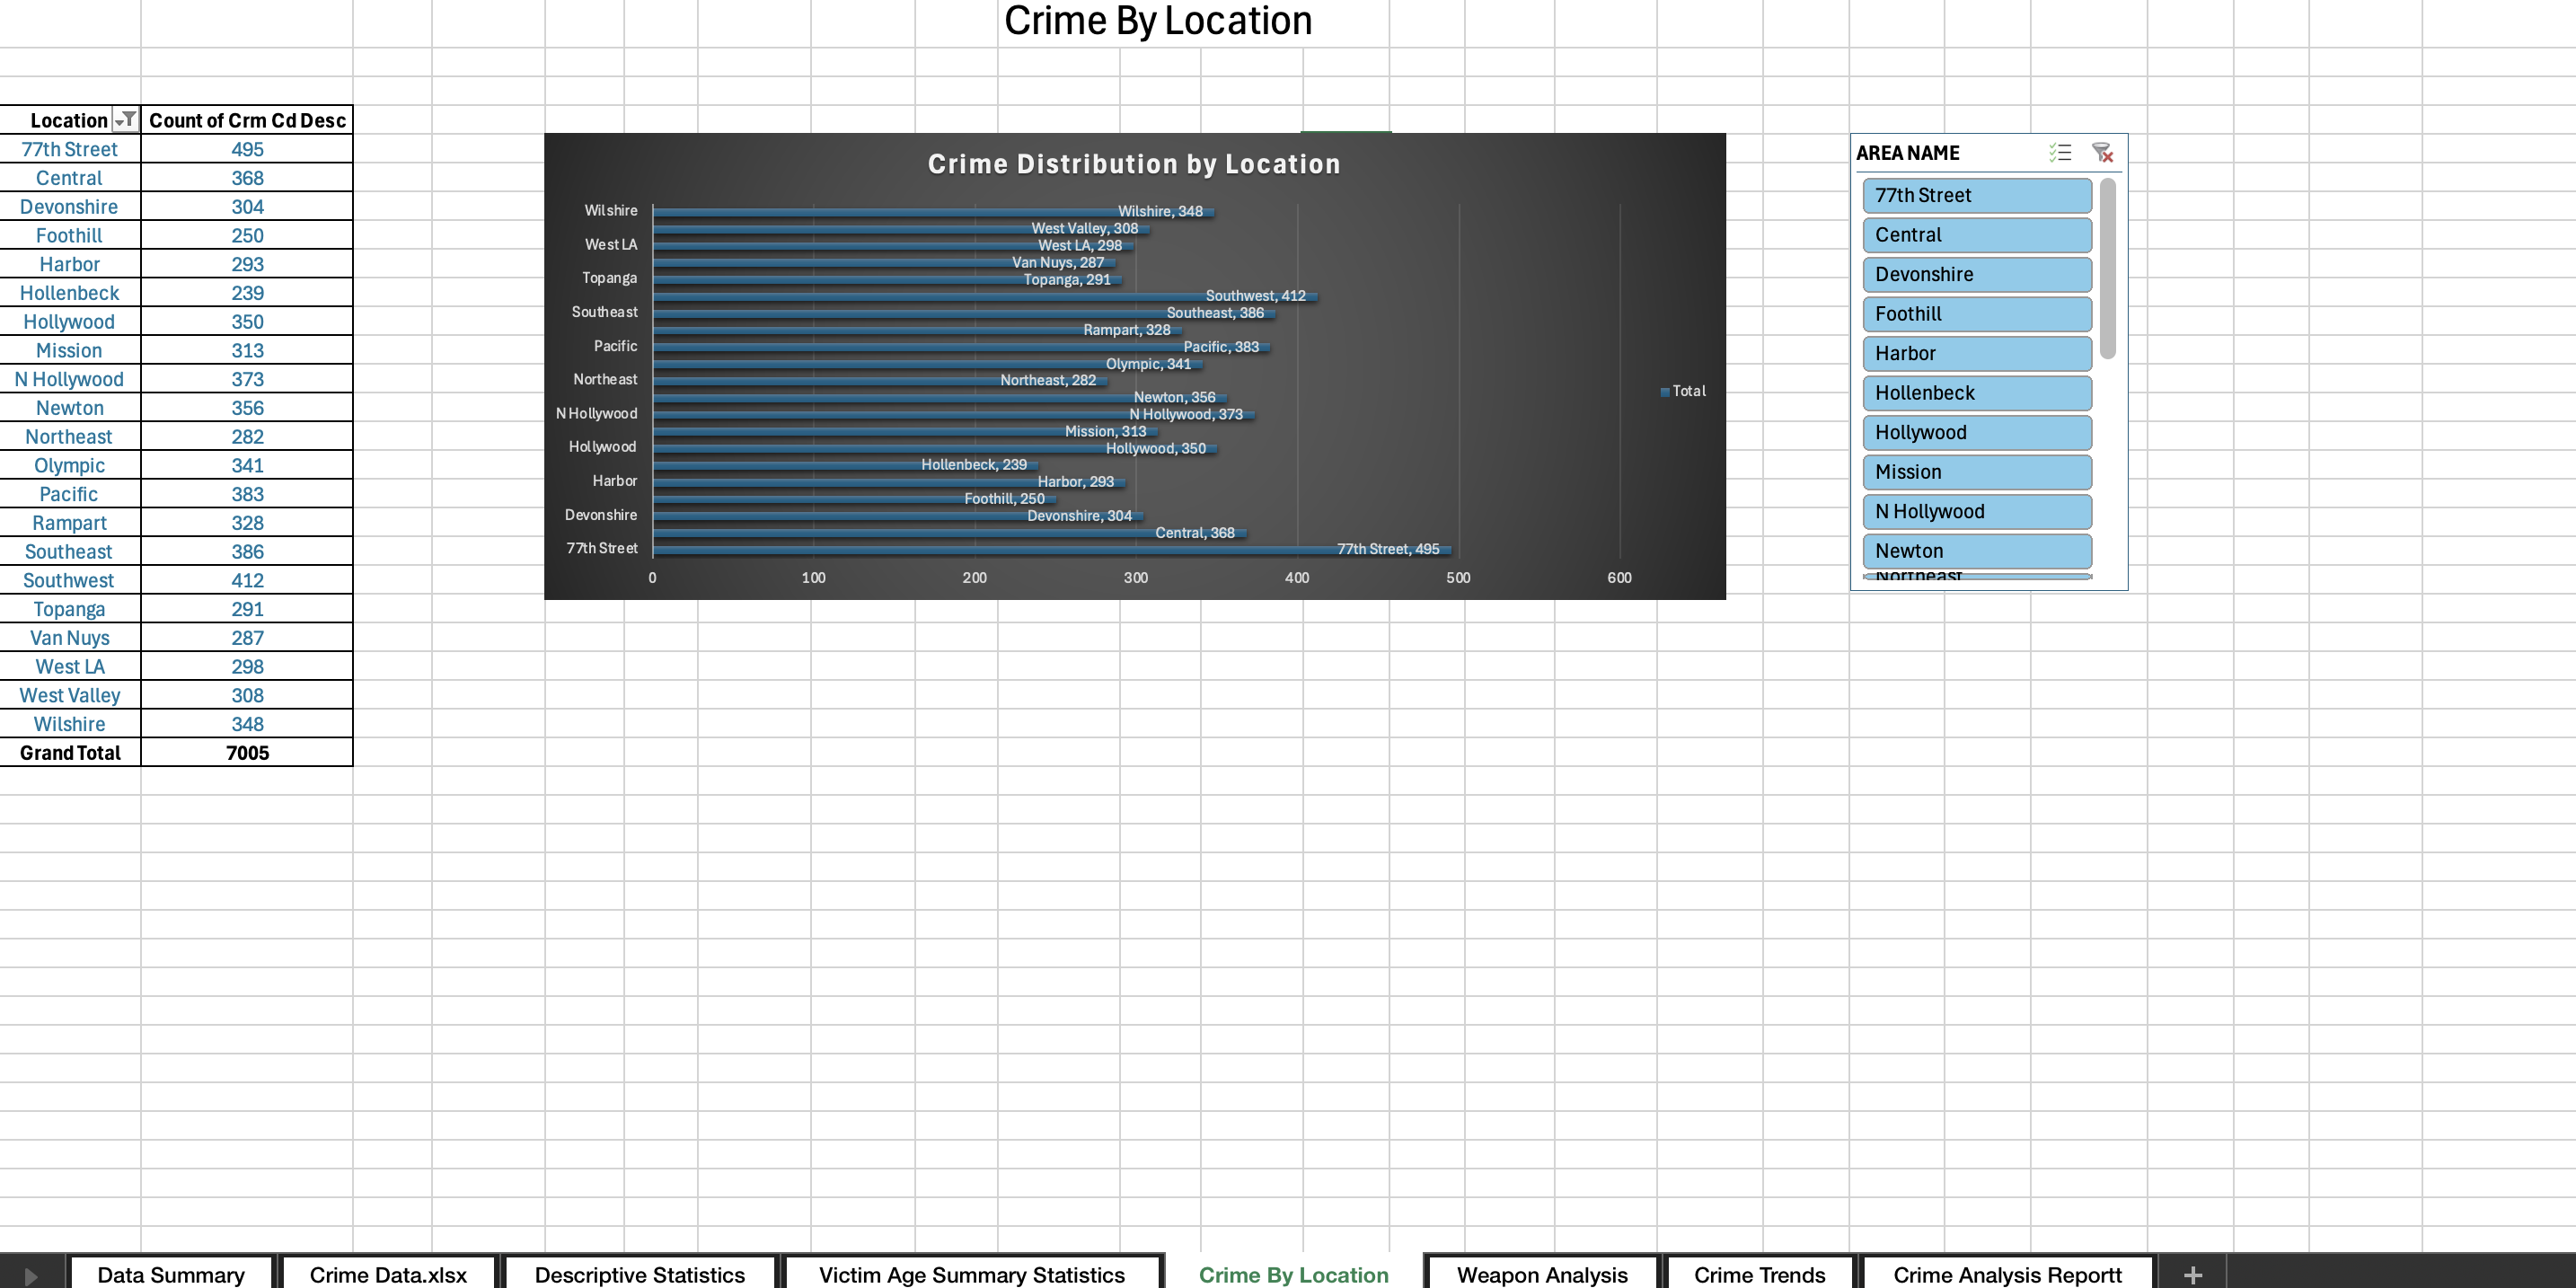 Crime By Location
Location Count of Crm Cd Desc
77th Street 495
Central 368
Devonshire 304
Foothill 250
Harbor 293
Hollenbeck 239
Hollywood 350
Mission 313
N Hollywood 373
Newton 356
Northeast 282
Olympic 341
Pacific 383
Rampart 328
Southeast 386
Southwest 412
Topanga 291
Van Nuys 287
West LA 298
West Valley 308
Wilshire 348
Grand Total 7005
Crime Distribution by Location
Wilshire Wilshire, 348
West Valley, 308
West LA West LA, 298
Van Nuys, 287
Topanga Topanga, 291
Southwest, 412
Southeast Southeast, 386
Rampart, 328
Pacific Pacific, 383
Olympic, 341
Northeast Northeast, 282
Newton, 356
N Hollywood N Hollywood, 373
Mission, 313
Hollywood Hollywood, 350
Hollenbeck, 239
Harbor Harbor, 293
Foothill, 250
Devonshire Devonshire, 304
Central, 368
77th Street 77th Street, 495
0 100 200 300 400 500 600
Total
AREA NAME
77th Street
Central
Devonshire
Foothill
Harbor
Hollenbeck
Hollywood
Mission
N Hollywood
Newton
Northeast
Data Summary Crime Data.xlsx Descriptive Statistics Victim Age Summary Statistics Crime By Location Weapon Analysis Crime Trends Crime Analysis Reportt +